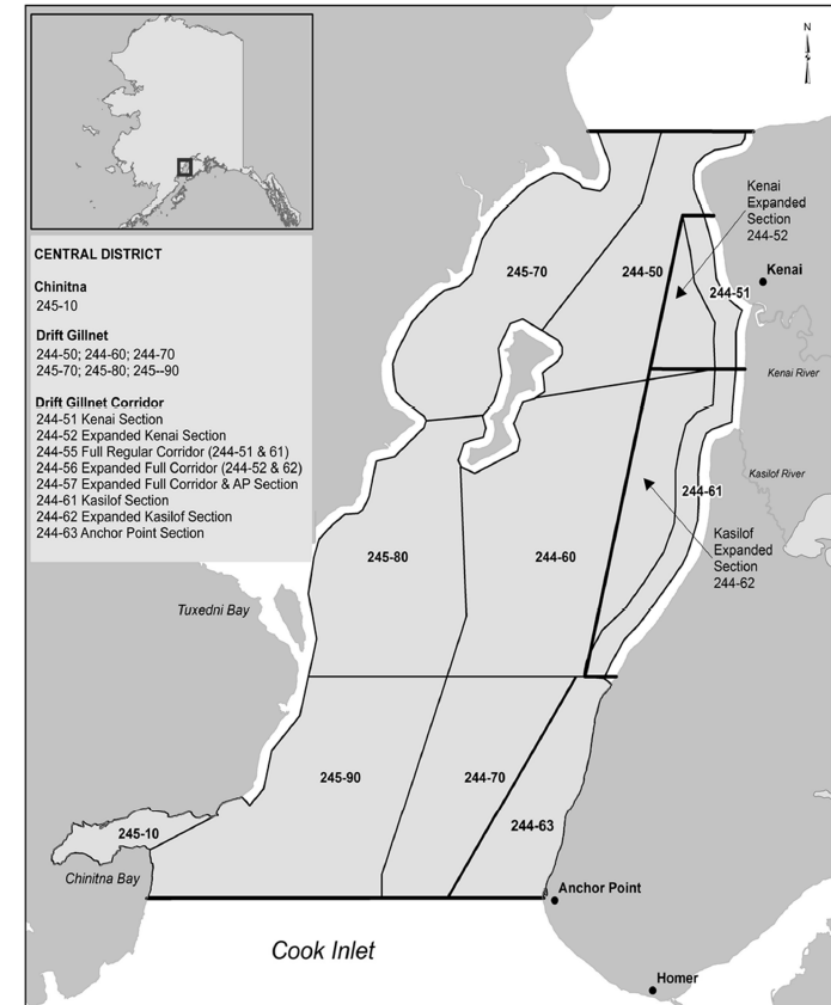 N
CENTRAL DISTRICT
Chinitna
245-10
Drift Gillnet
244-50; 244-60; 244-70
245-70; 245-80; 245--90
Drift Gillnet Corridor
244-51 Kenai Section
244-52 Expanded Kenai Section
244-55 Full Regular Corridor (244-51 & 61)
244-56 Expanded Full Corridor (244-52 & 62)
244-57 Expanded Full Corridor & AP Section
244-61 Kasilof Section
244-62 Expanded Kasilof Section
244-63 Anchor Point Section
Kenai
Expanded
Section
244-52
245-70
244-50
Kenai
244-51
Kenai River
Kasilof River
244-61
Kasilof
Expanded
Section
244-62
245-80
244-60
Tuxedni Bay
245-90
244-70
244-63
245-10
Chinitna Bay
Anchor Point
Cook Inlet
Homer